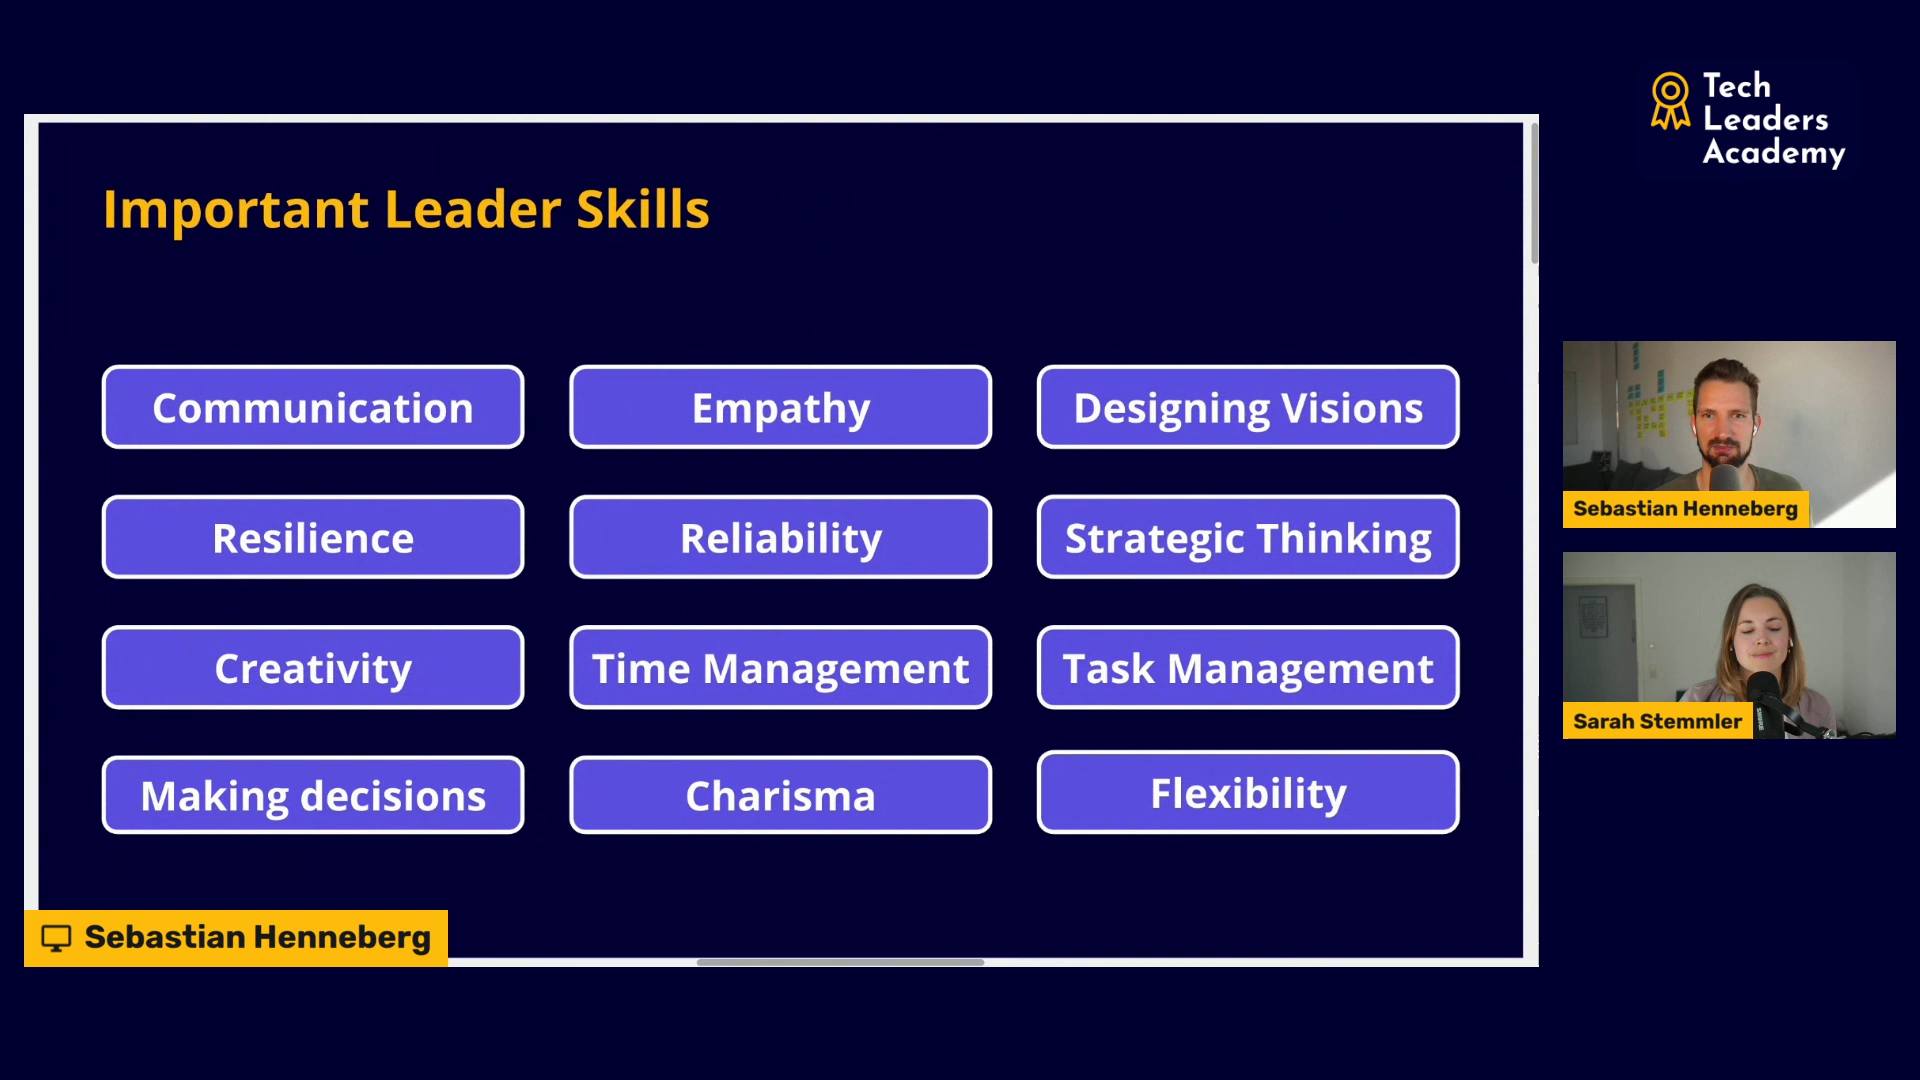 Tech
Leaders
Academy
Important Leader Skills
Communication
Empathy
Designing Visions
Resilience
Reliability
Strategic Thinking
Creativity
Time Management
Task Management
Making decisions
Charisma
Flexibility
Sebastian Henneberg
Sebastian Henneberg
Sarah Stemmler